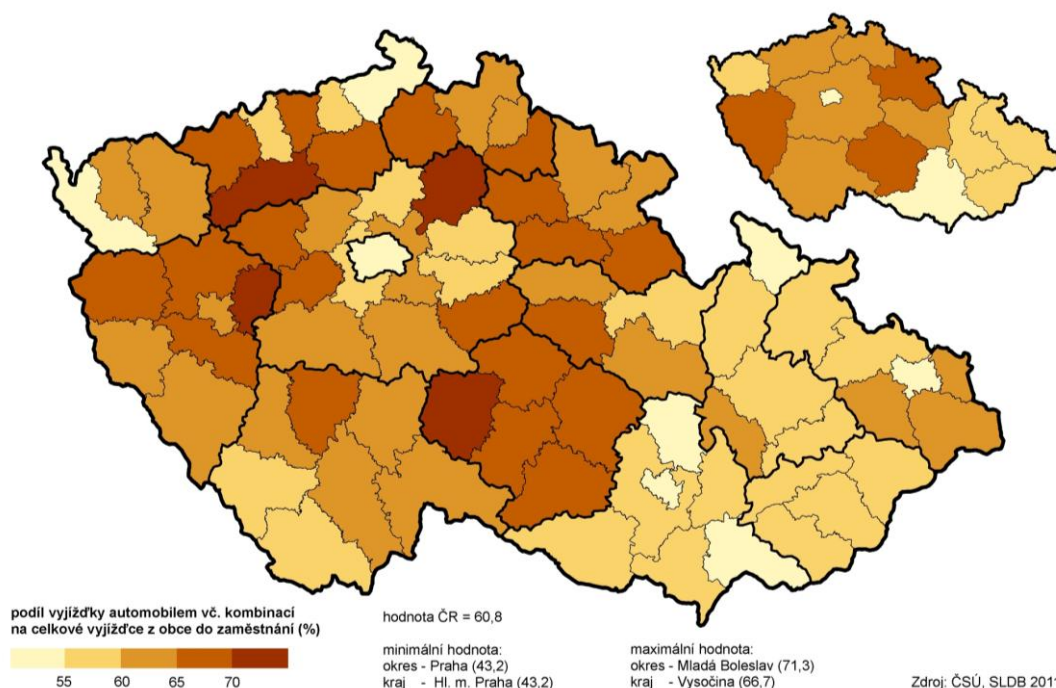 podíl vyjížďky automobilem vč. kombinací
na celkové vyjížďce z obce do zaměstnání (%)
55 60 65 70
hodnota ČR = 60,8
minimální hodnota:
okres - Praha (43,2)
kraj - Hl. m. Praha (43,2)
maximální hodnota:
okres - Mladá Boleslav (71,3)
kraj - Vysočina (66,7)
Zdroj: ČSÚ, SLDB 2011